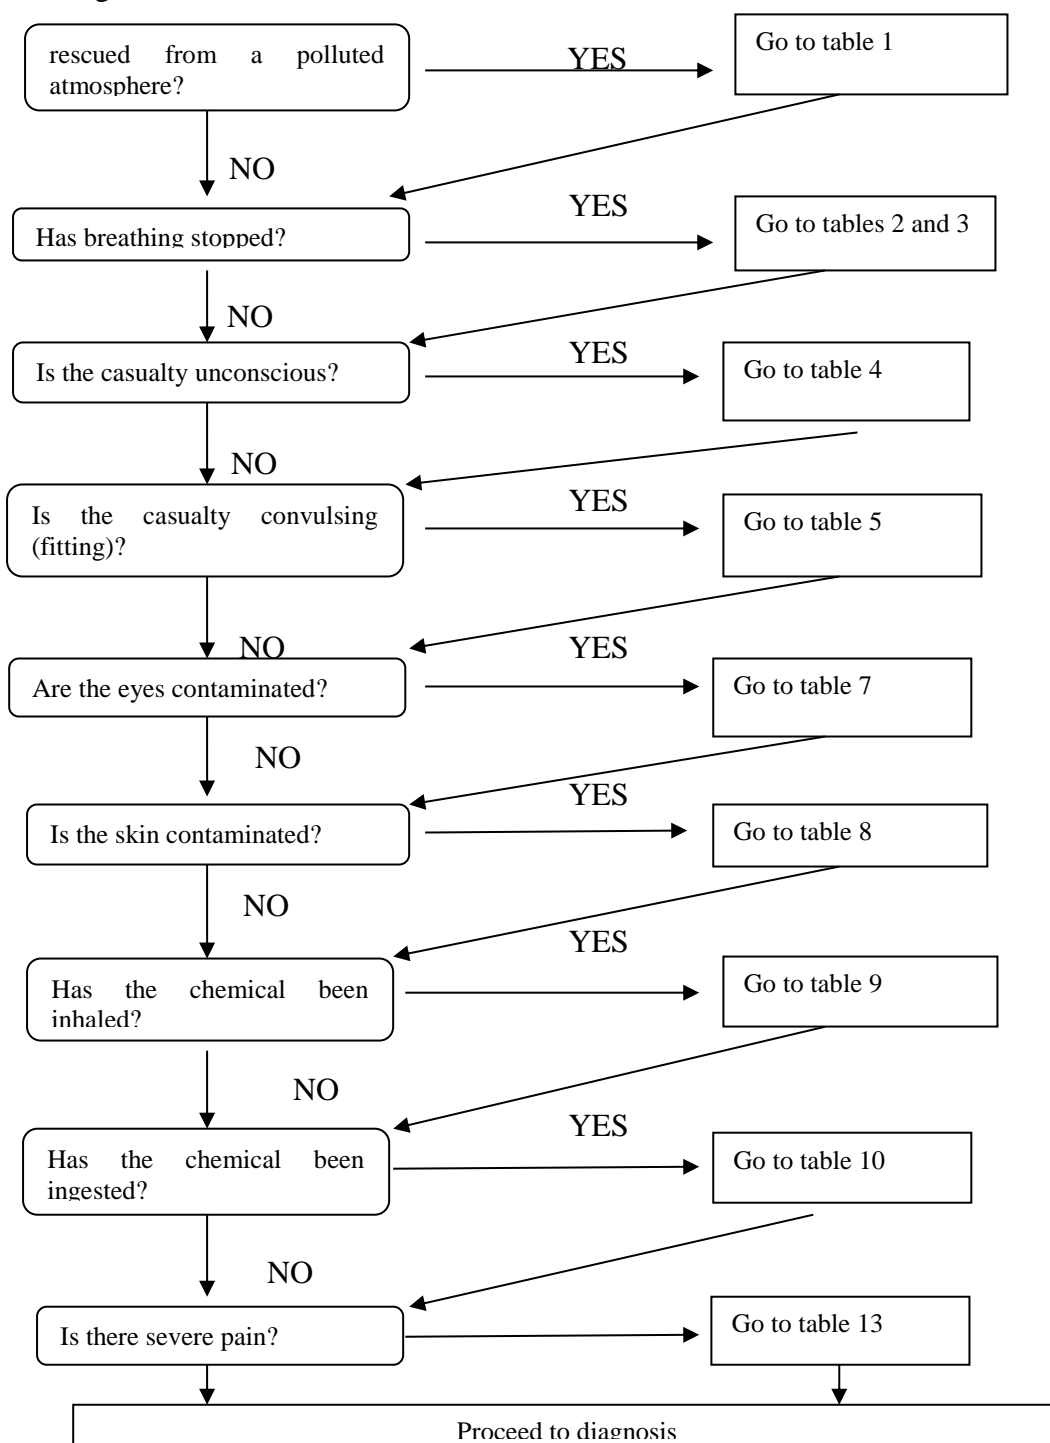 rescued from a polluted
atmosphere?
YES
Go to table 1
NO
Has breathing stopped?
YES
Go to tables 2 and 3
NO
Is the casualty unconscious?
YES
Go to table 4
NO
Is the casualty convulsing
(fitting)?
YES
Go to table 5
NO
Are the eyes contaminated?
YES
Go to table 7
NO
Is the skin contaminated?
YES
Go to table 8
NO
Has the chemical been
inhaled?
YES
Go to table 9
NO
Has the chemical been
ingested?
YES
Go to table 10
NO
Is there severe pain?
Go to table 13
Proceed to diagnosis